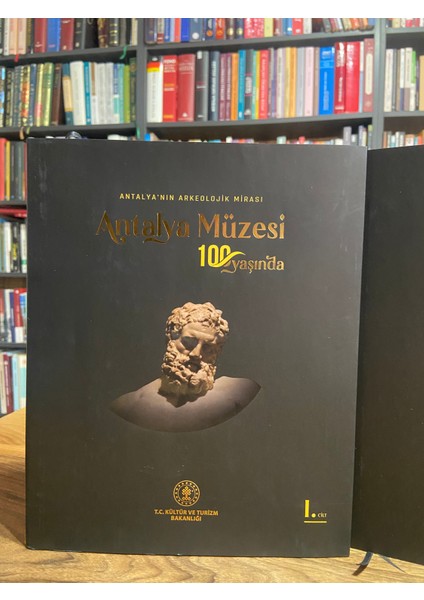 ANTALYA'NIN ARKEOLOJİK MİRASI
Antalya Müzesi
100 yaşında
T.C. KÜLTÜR VE TURİZM
BAKANLIĞI
I. cilt